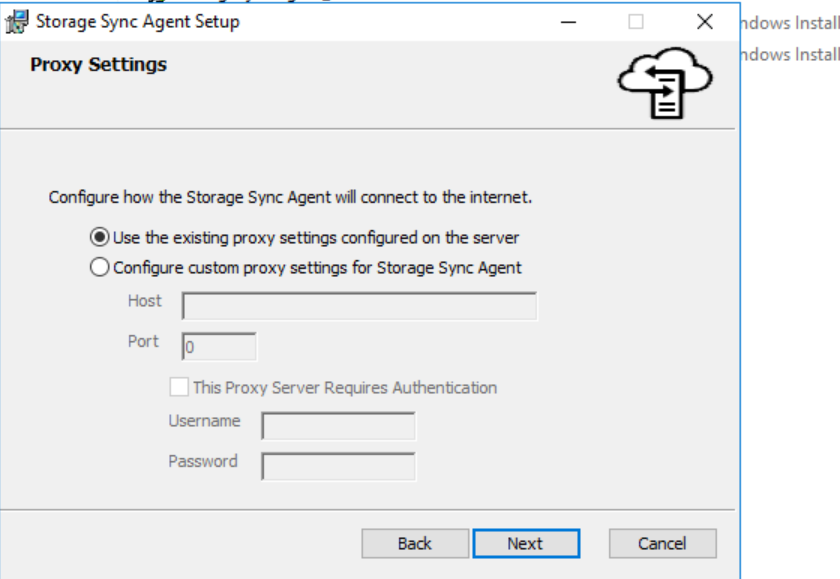 Storage Sync Agent Setup
ndows Install
Proxy Settings
ndows Install
Configure how the Storage Sync Agent will connect to the internet.
Use the existing proxy settings configured on the server
Configure custom proxy settings for Storage Sync Agent
Host
Port 0
This Proxy Server Requires Authentication
Username
Password
Back Next Cancel